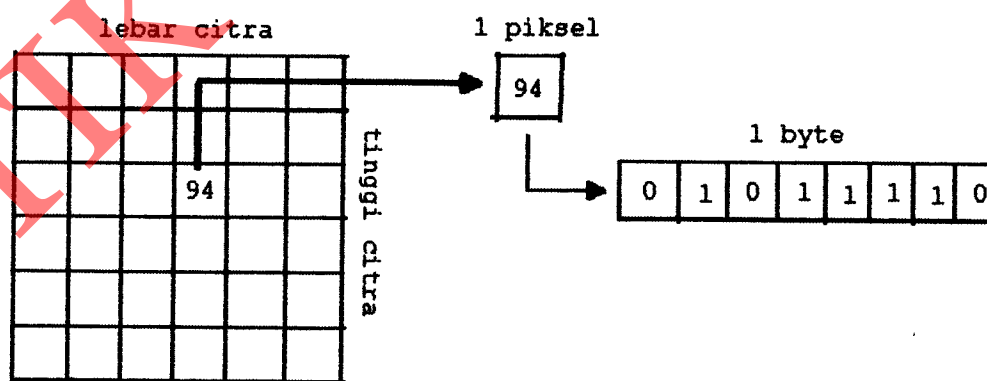 lebar citra
1 piksel
94
1 byte
tinggi citra
94
0 1 0 1 1 1 1 0